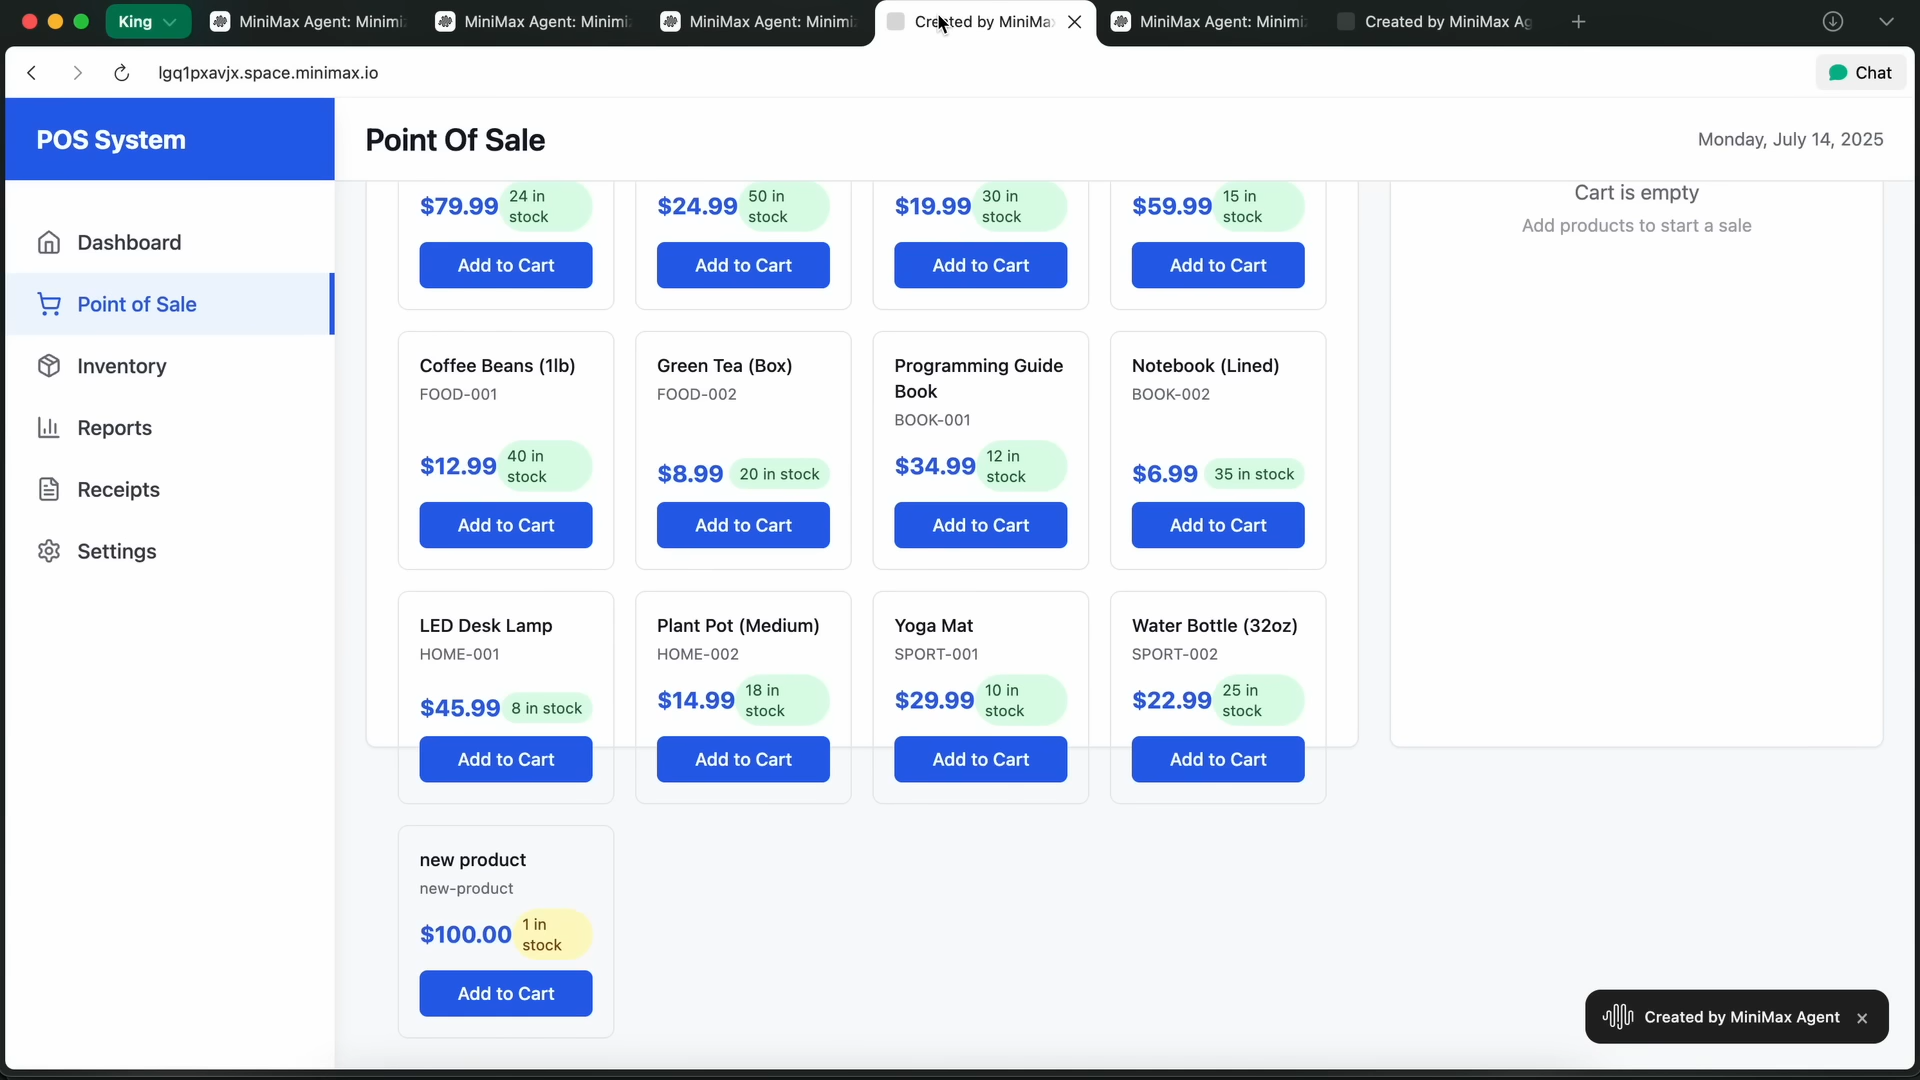 King
MiniMax Agent: Minimi
MiniMax Agent: Minimi
MiniMax Agent: Minimi
Created by MiniMa
MiniMax Agent: Minimi
Created by MiniMax Ag
lgq1pxavjx.space.minimax.io
Chat
POS System
Point Of Sale
Monday, July 14, 2025
Dashboard
Point of Sale
Inventory
Reports
Receipts
Settings
$79.99
24 in
stock
Add to Cart
$24.99
50 in
stock
Add to Cart
$19.99
30 in
stock
Add to Cart
$59.99
15 in
stock
Add to Cart
Coffee Beans (1lb)
FOOD-001
$12.99
40 in
stock
Add to Cart
Green Tea (Box)
FOOD-002
$8.99
20 in stock
Add to Cart
Programming Guide
Book
BOOK-001
$34.99
12 in
stock
Add to Cart
Notebook (Lined)
BOOK-002
$6.99
35 in stock
Add to Cart
LED Desk Lamp
HOME-001
$45.99
8 in stock
Add to Cart
Plant Pot (Medium)
HOME-002
$14.99
18 in
stock
Add to Cart
Yoga Mat
SPORT-001
$29.99
10 in
stock
Add to Cart
Water Bottle (32oz)
SPORT-002
$22.99
25 in
stock
Add to Cart
new product
new-product
$100.00
1 in
stock
Add to Cart
Cart is empty
Add products to start a sale
Created by MiniMax Agent